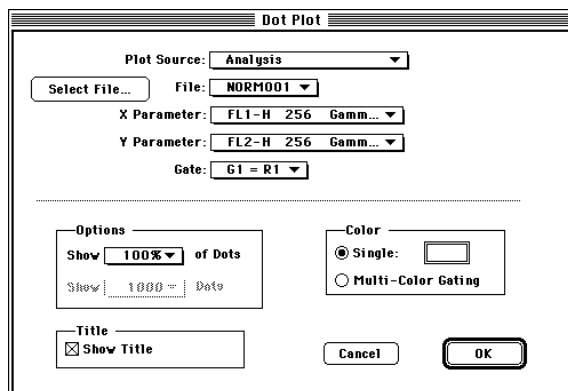 Dot Plot
Plot Source: Analysis
Select File... File: NORM001
X Parameter: FL1-H 256 Gamm...
Y Parameter: FL2-H 256 Gamm...
Gate: G1 = R1
Options
Show 100% of Dots
Show 1000 Dots
Color
Single:
Multi-Color Gating
Title
Show Title
Cancel OK